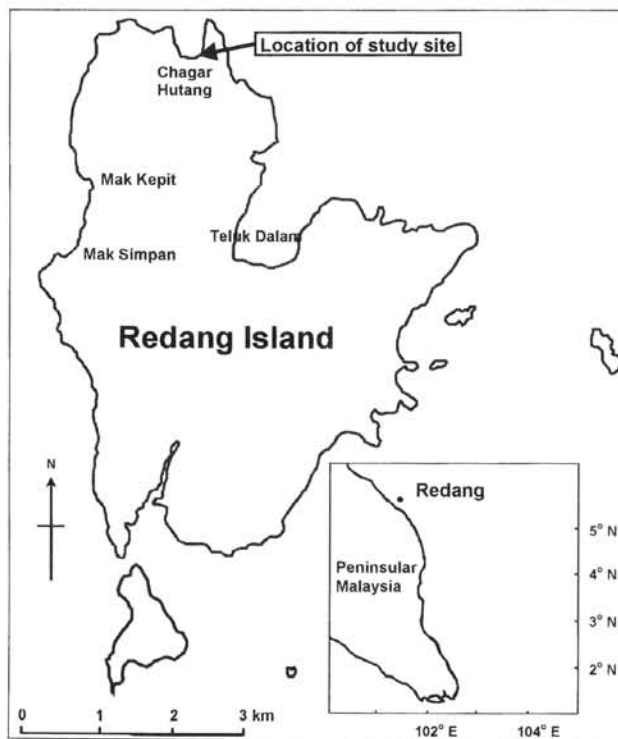 Location of study site
Chagar
Hutang
Mak Kepit
Teluk Dalam
Mak Simpan
Redang Island
N
Redang
5° N
Peninsular
Malaysia
4° N
3° N
2° N
102° E
104° E
0
1
2
3 km